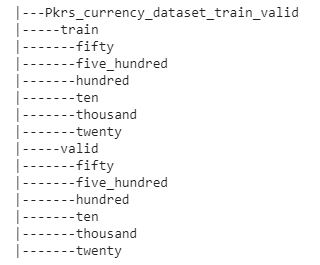 |---Pkrs_currency_dataset_train_valid
|-----train
|-------fifty
|-------five_hundred
|-------hundred
|-------ten
|-------thousand
|-------twenty
|-----valid
|-------fifty
|-------five_hundred
|-------hundred
|-------ten
|-------thousand
|-------twenty